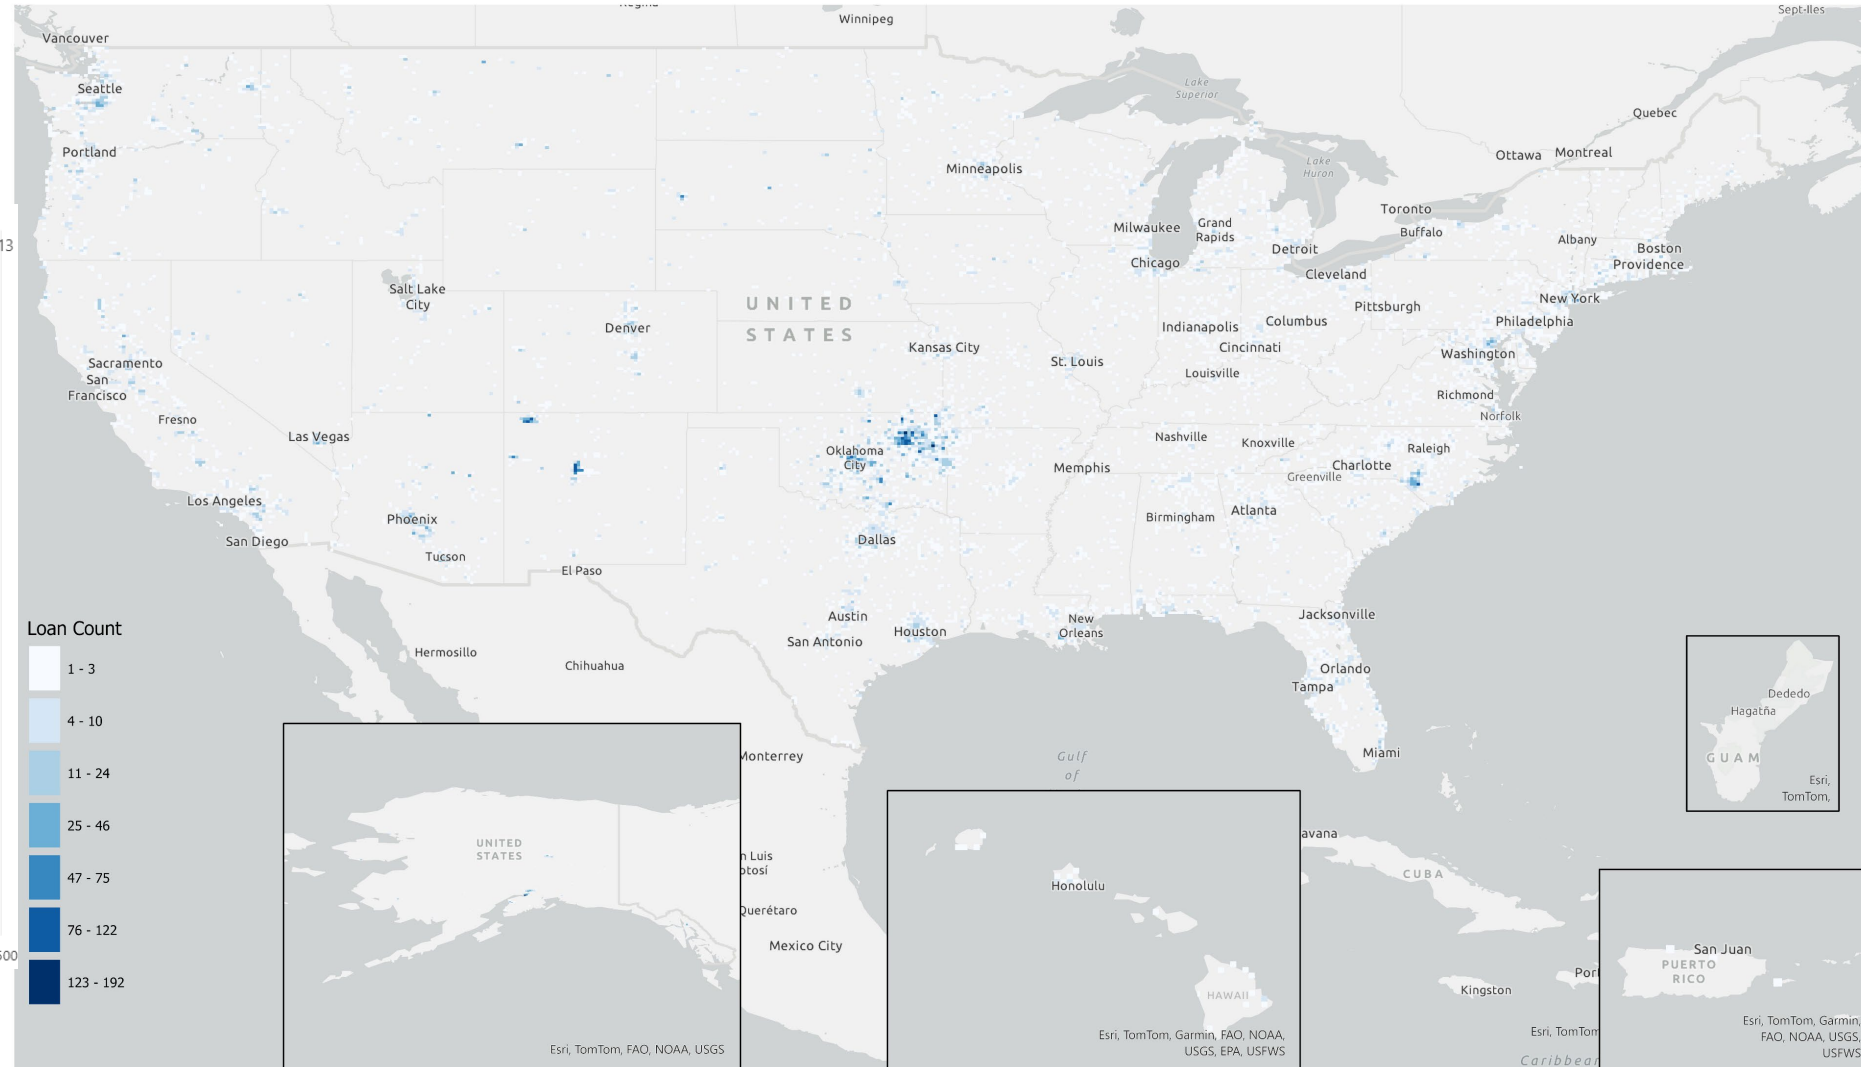 Winnipeg
Sept-Iles
Vancouver
Seattle
Lake
Superior
Quebec
Portland
Ottawa
Montreal
Minneapolis
Lake
Huron
Toronto
Milwaukee
Grand
Rapids
Buffalo
Albany
13
Detroit
Boston
Chicago
Providence
Cleveland
Salt Lake
City
UNITED
STATES
New York
Pittsburgh
Denver
Indianapolis
Columbus
Philadelphia
Kansas City
Cincinnati
Washington
Sacramento
St. Louis
San
Francisco
Louisville
Richmond
Fresno
Norfolk
Las Vegas
Nashville
Knoxville
Oklahoma
City
Raleigh
Memphis
Charlotte
Greenville
Los Angeles
Phoenix
Birmingham
Atlanta
San Diego
Dallas
Tucson
El Paso
Austin
Jacksonville
Houston
New
Orleans
San Antonio
Loan Count
1 - 3
4 - 10
11 - 24
25 - 46
47 - 75
76 - 122
123 - 192
Hermosillo
Chihuahua
Orlando
Tampa
Miami
Dededo
Hagatña
GUAM
Esri,
TomTom,
Monterrey
Gulf
of
avana
UNITED
STATES
n Luis
otosí
CUBA
Honolulu
Querétaro
Mexico City
500
San Juan
PUERTO
RICO
Kingston
Por
HAWAII
Esri, TomTom, FAO, NOAA, USGS
Esri, TomTom, Garmin, FAO, NOAA,
USGS, EPA, USFWS
Esri, TomTom
Caribbean
Esri, TomTom, Garmin,
FAO, NOAA, USGS,
USFWS